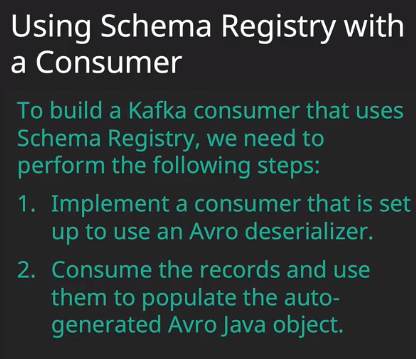 Using Schema Registry with
a Consumer
To build a Kafka consumer that uses
Schema Registry, we need to
perform the following steps:
1. Implement a consumer that is set
up to use an Avro deserializer.
2. Consume the records and use
them to populate the auto-
generated Avro Java object.